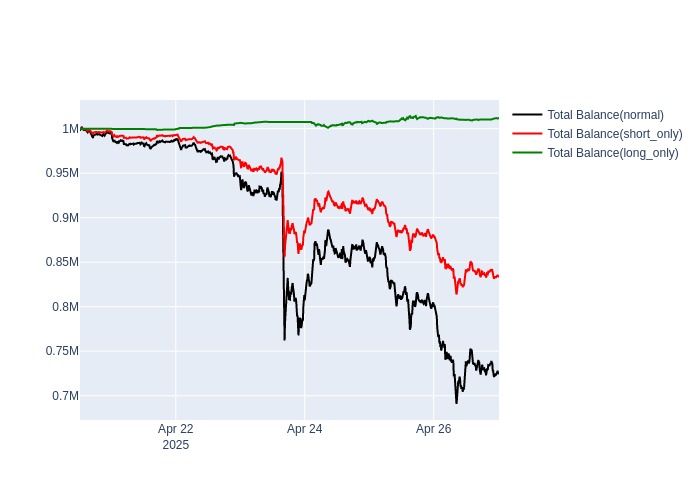 Total Balance(normal)
Total Balance(short_only)
Total Balance(long_only)
1M
0.95M
0.9M
0.85M
0.8M
0.75M
0.7M
Apr 22
2025
Apr 24
Apr 26